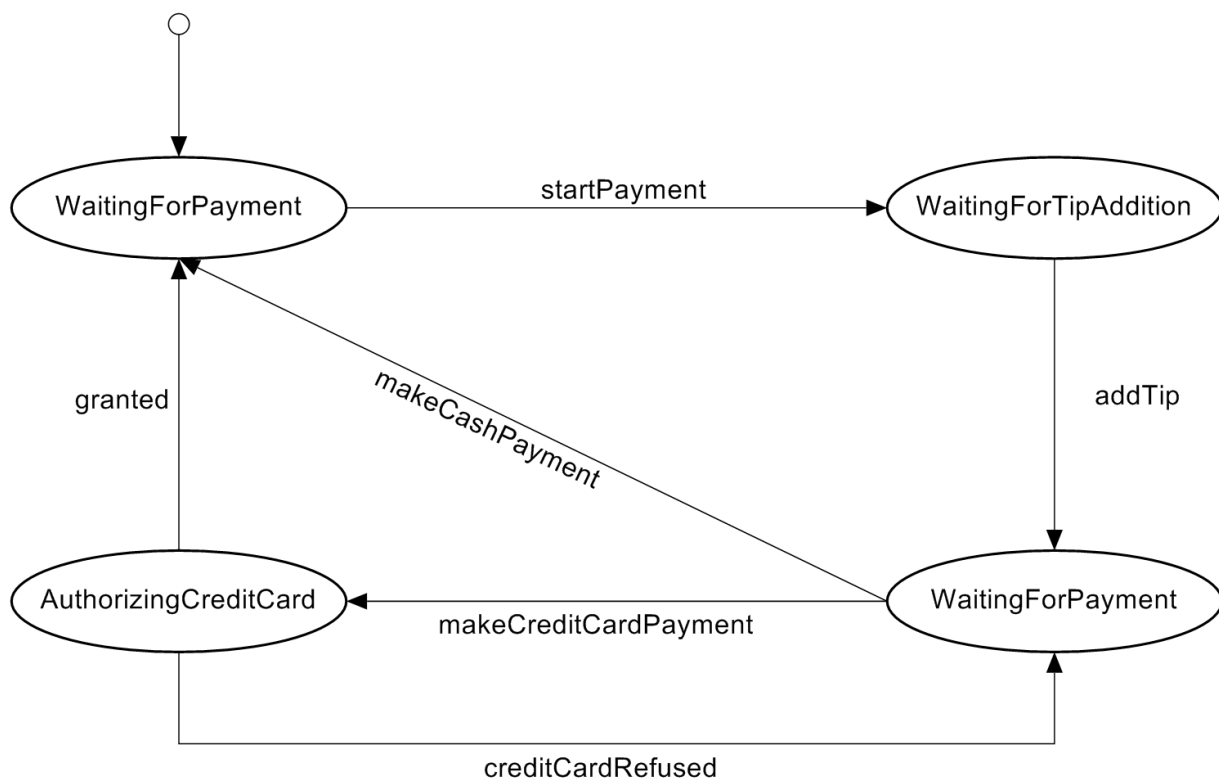 WaitingForPayment
startPayment
WaitingForTipAddition
granted
makeCashPayment
addTip
AuthorizingCreditCard
makeCreditCardPayment
WaitingForPayment
creditCardRefused